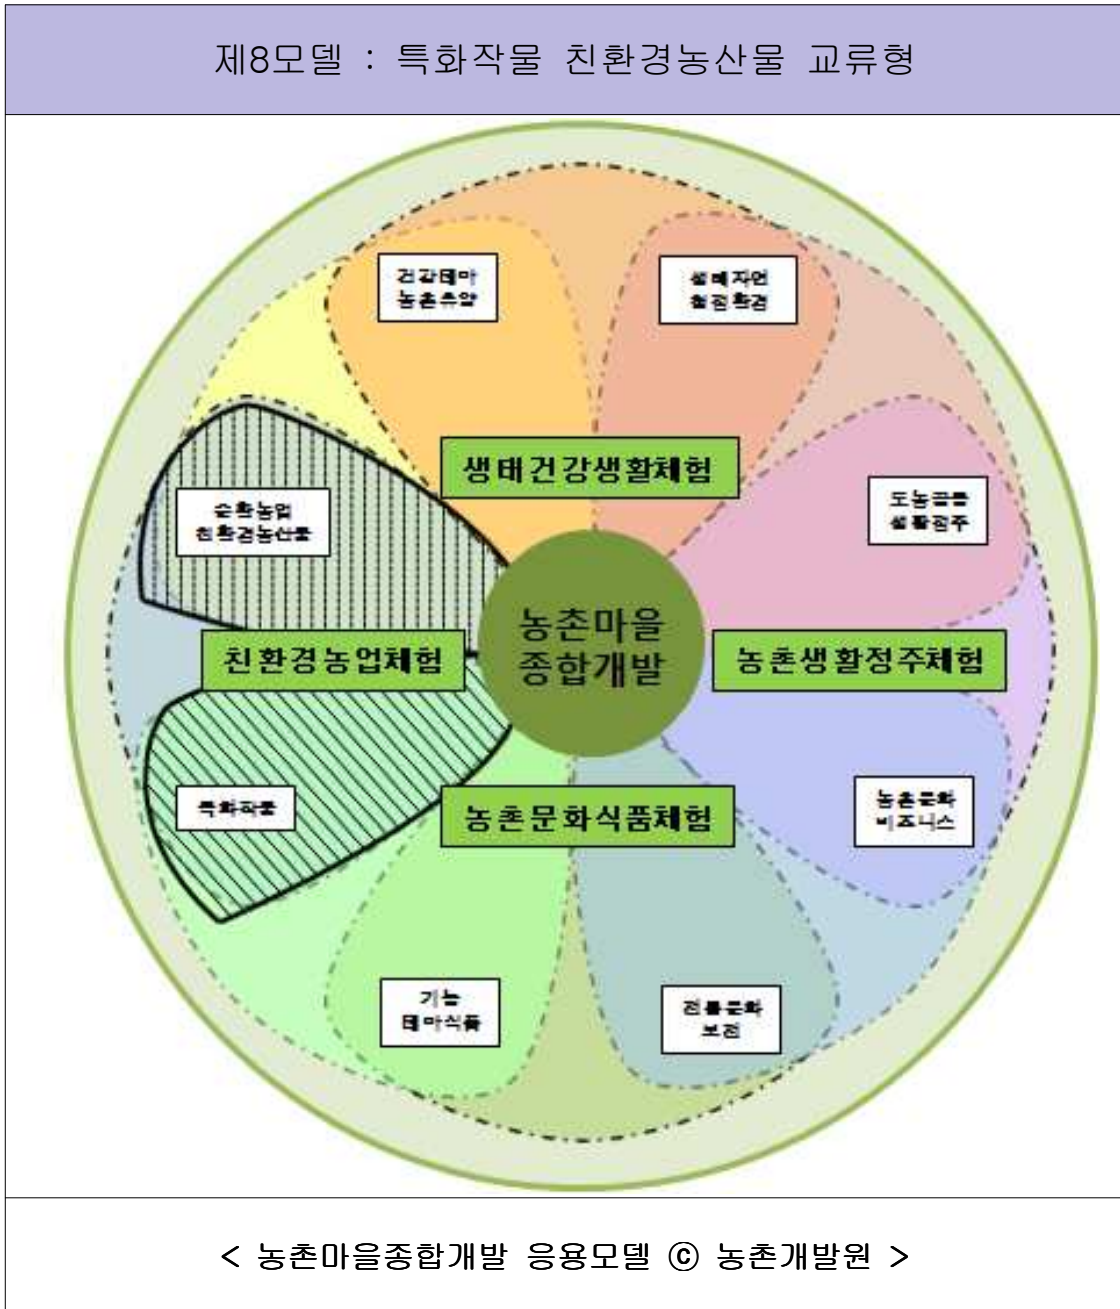 제8모델 : 특화작물 친환경농산물 교류형
건강테마
농촌휴양
생태자연
청정환경
생태건강생활체험
순환농업
친환경농산물
도농공동
생활정주
농촌마을
종합개발
친환경농업체험
농촌생활정주체험
특화작물
농촌문화식품체험
농촌문화
비즈니스
기능
테마식품
전통문화
보전
< 농촌마을종합개발 응용모델 ⓒ 농촌개발원 >